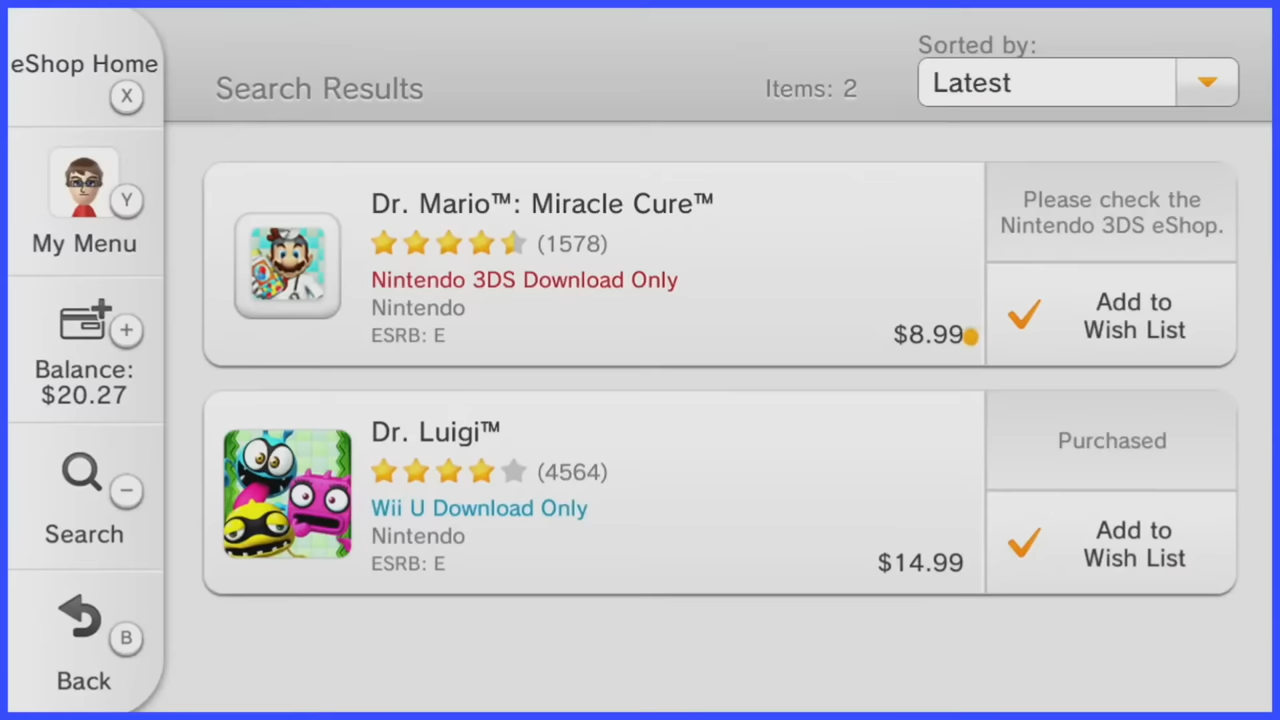 eShop Home
X
Search Results
Items: 2
Sorted by:
Latest
Y
My Menu
+
Balance:
$20.27
−
Search
B
Back
Dr. Mario™: Miracle Cure™
(1578)
Nintendo 3DS Download Only
Nintendo
ESRB: E
$8.99
Please check the
Nintendo 3DS eShop.
Add to
Wish List
Dr. Luigi™
(4564)
Wii U Download Only
Nintendo
ESRB: E
$14.99
Purchased
Add to
Wish List